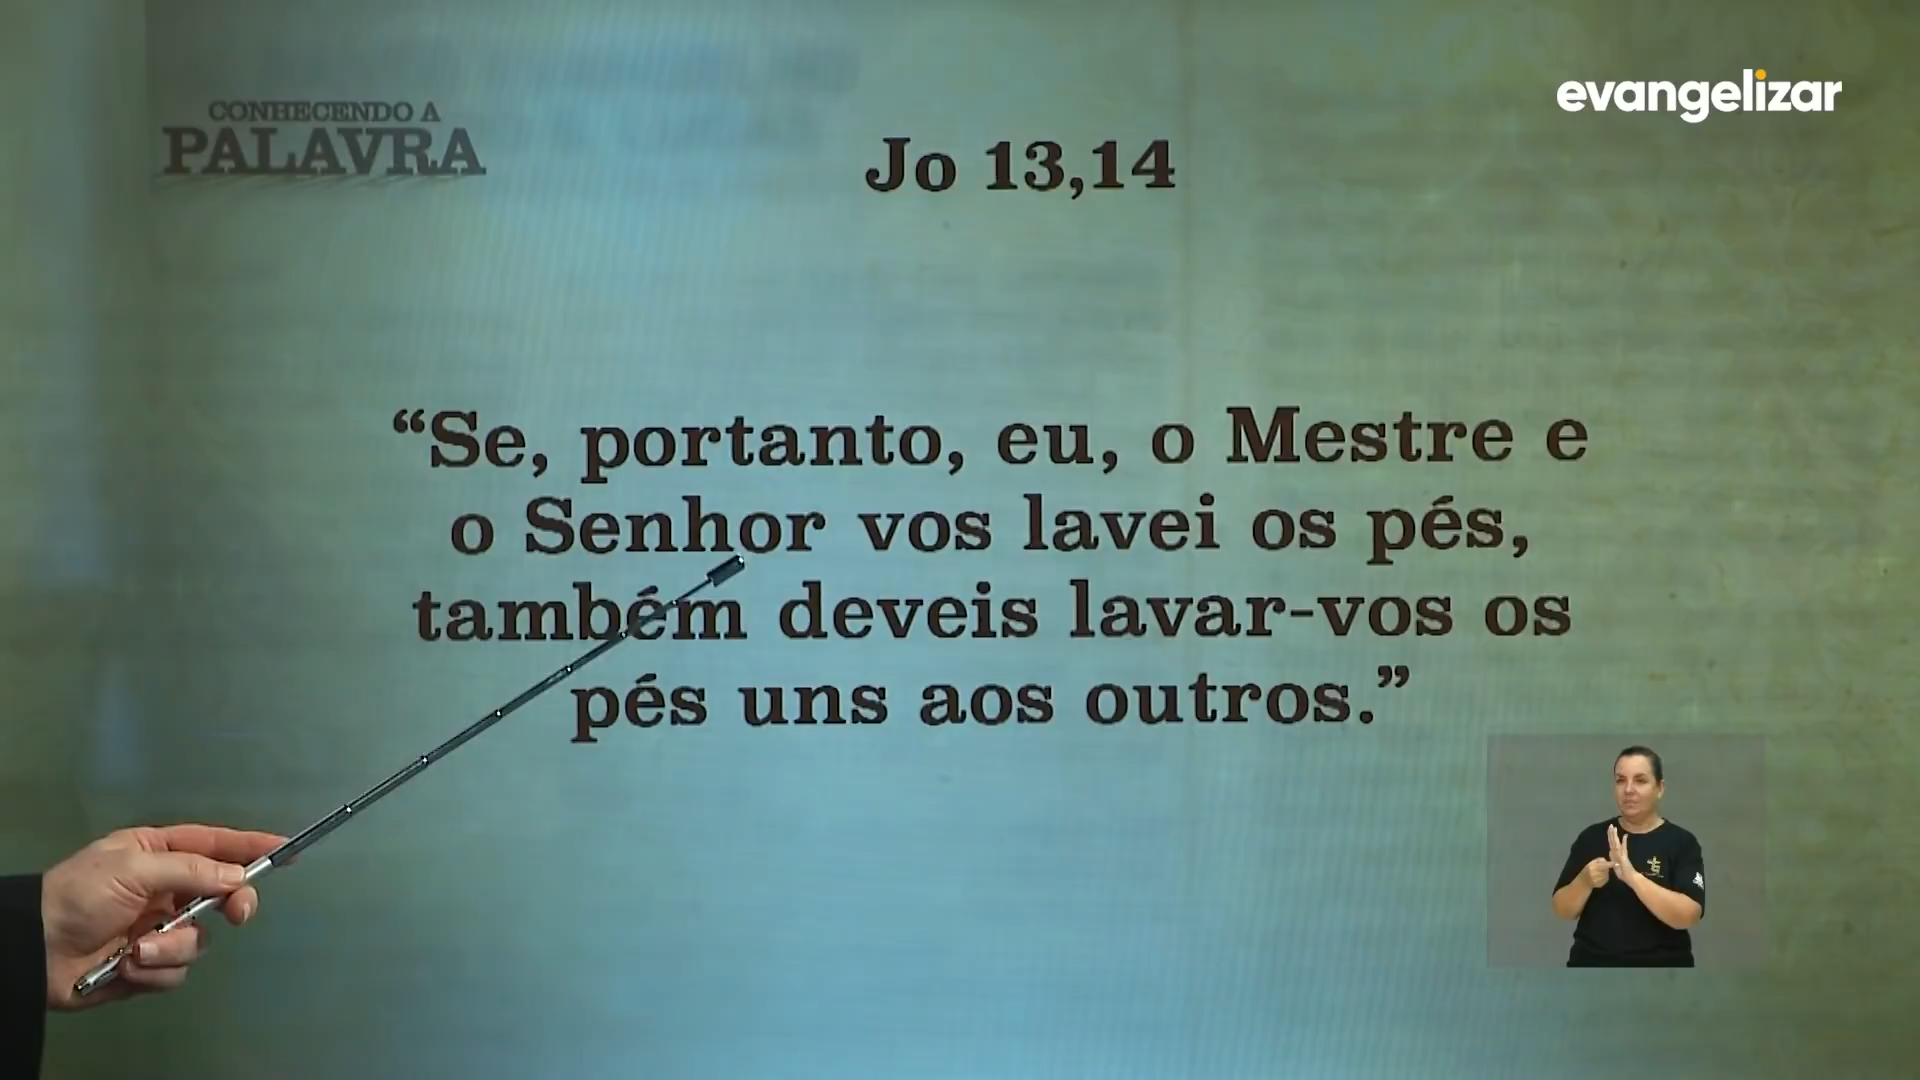 CONHECENDO A
PALAVRA
evangelizar
Jo 13,14
“Se, portanto, eu, o Mestre e
o Senhor vos lavei os pés,
também deveis lavar-vos os
pés uns aos outros.”